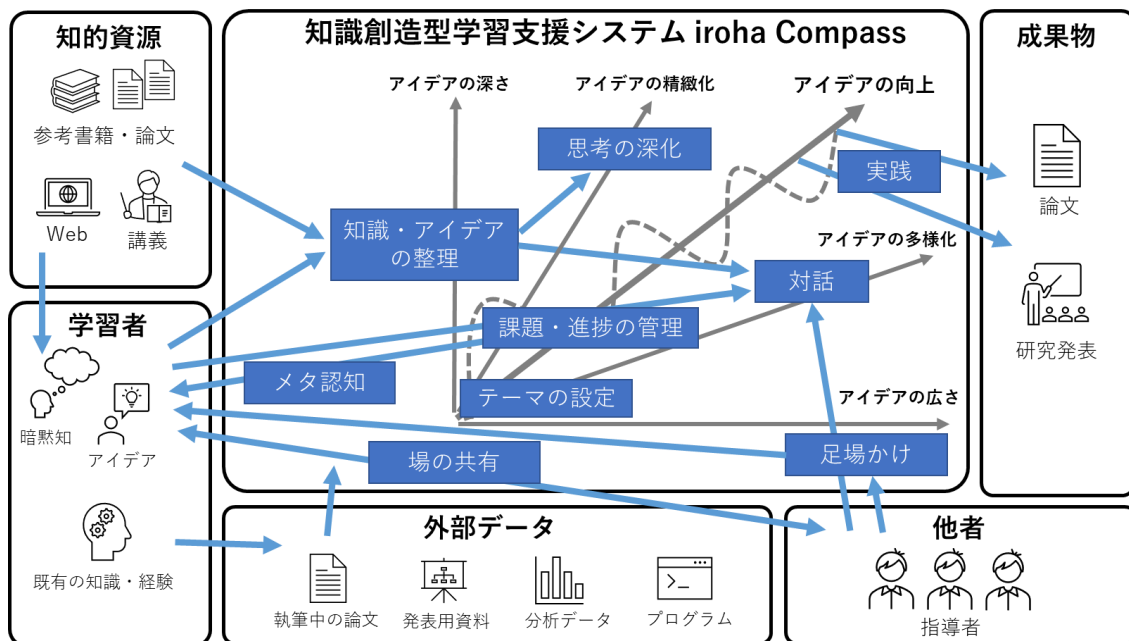 知的資源
参考書籍・論文
Web
講義
学習者
暗黙知
アイデア
既有の知識・経験
知識創造型学習支援システム iroha Compass
アイデアの深さ
アイデアの精緻化
アイデアの向上
思考の深化
実践
知識・アイデア
の整理
アイデアの多様化
対話
課題・進捗の管理
メタ認知
テーマの設定
アイデアの広さ
場の共有
足場かけ
成果物
論文
研究発表
外部データ
執筆中の論文
発表用資料
分析データ
プログラム
他者
指導者